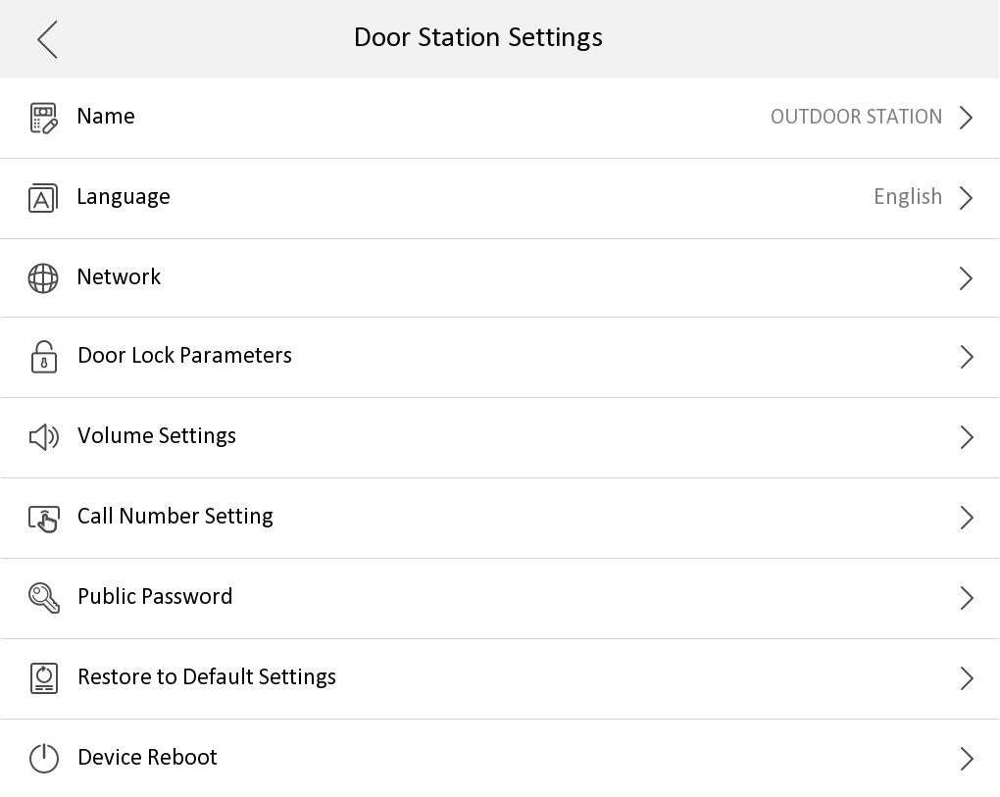 Door Station Settings
Name OUTDOOR STATION
Language English
Network
Door Lock Parameters
Volume Settings
Call Number Setting
Public Password
Restore to Default Settings
Device Reboot